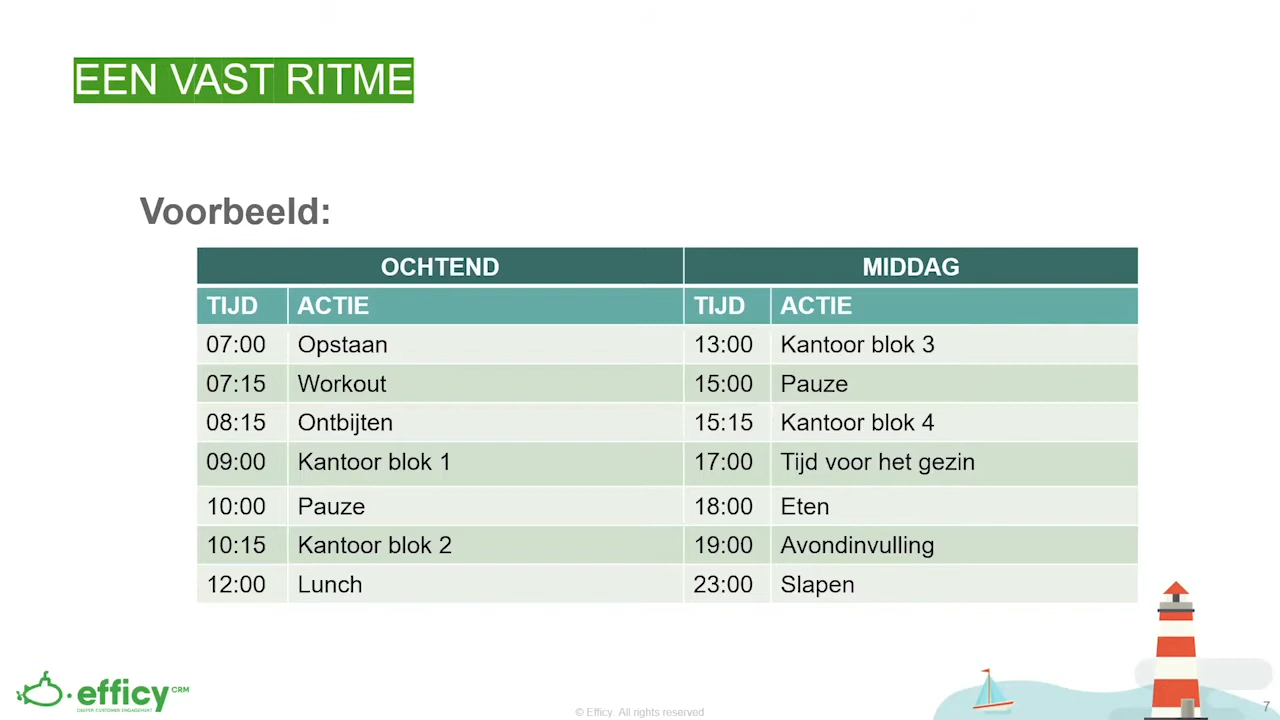 EEN VAST RITME
Voorbeeld:
OCHTEND MIDDAG
TIJD ACTIE TIJD ACTIE
07:00 Opstaan 13:00 Kantoor blok 3
07:15 Workout 15:00 Pauze
08:15 Ontbijten 15:15 Kantoor blok 4
09:00 Kantoor blok 1 17:00 Tijd voor het gezin
10:00 Pauze 18:00 Eten
10:15 Kantoor blok 2 19:00 Avondinvulling
12:00 Lunch 23:00 Slapen
efficy CRM
DEEPER CUSTOMER ENGAGEMENT
© Efficy. All rights reserved
7